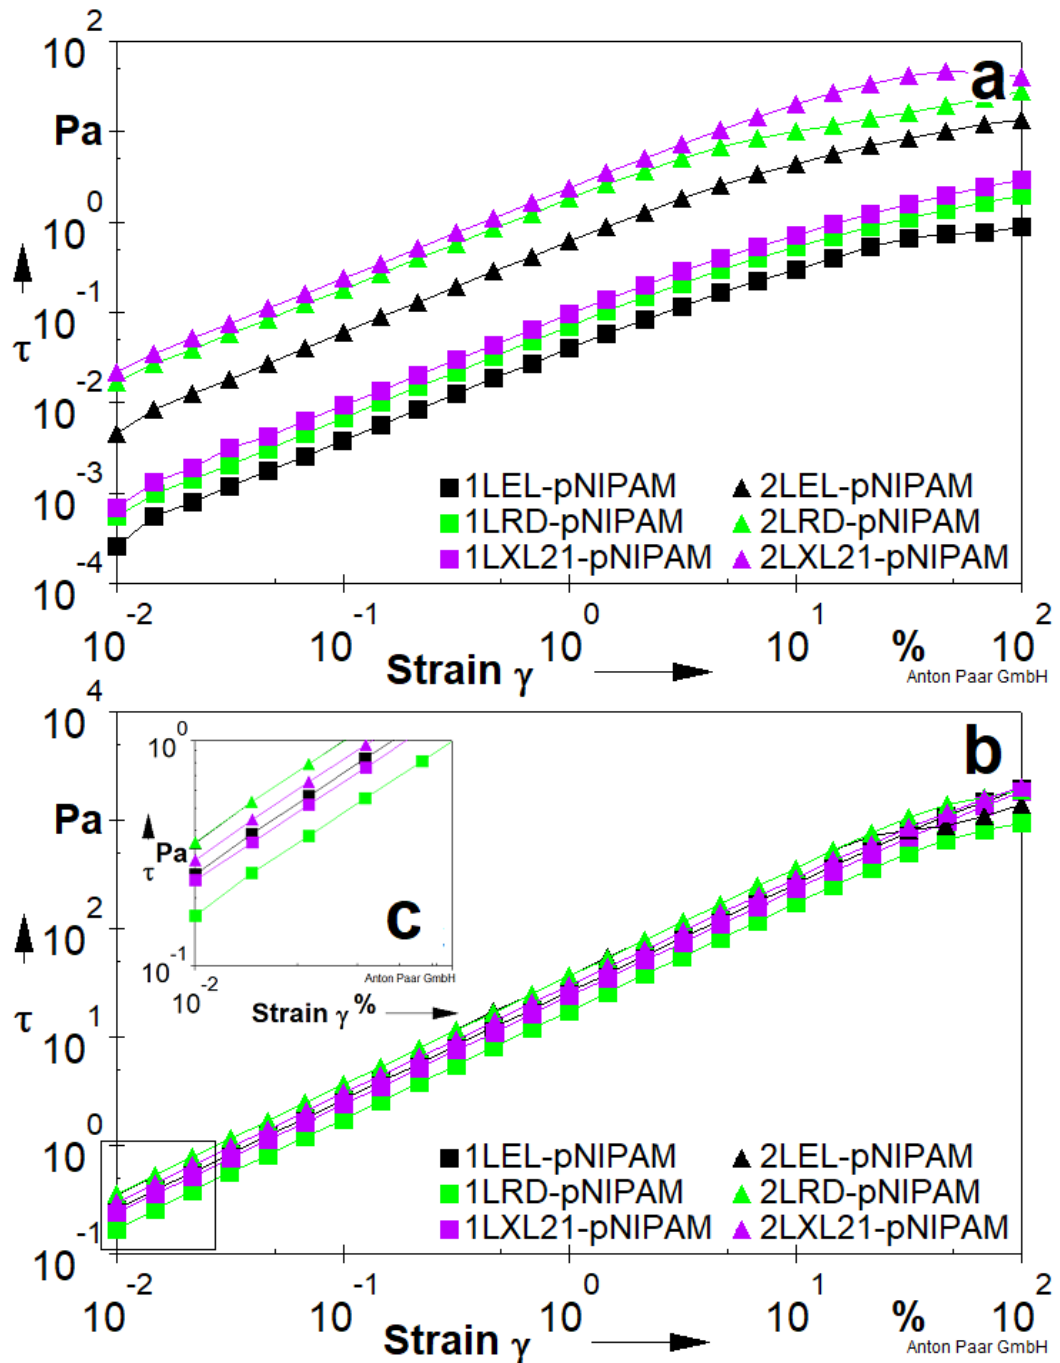 10^2
a
Pa
10^0
10^-1
τ
10^-2
10^-3
10^-4
1LEL-pNIPAM 2LEL-pNIPAM
1LRD-pNIPAM 2LRD-pNIPAM
1LXL21-pNIPAM 2LXL21-pNIPAM
10^-2 10^-1 10^0 10^1 % 10^2
Strain γ
Anton Paar GmbH
10^4
b
Pa
10^2
τ
10^1
10^0
10^-1
10^0
Pa
τ
c
10^-1
Anton Paar GmbH
10^-2
Strain γ %
1LEL-pNIPAM 2LEL-pNIPAM
1LRD-pNIPAM 2LRD-pNIPAM
1LXL21-pNIPAM 2LXL21-pNIPAM
10^-2 10^-1 10^0 10^1 % 10^2
Strain γ
Anton Paar GmbH